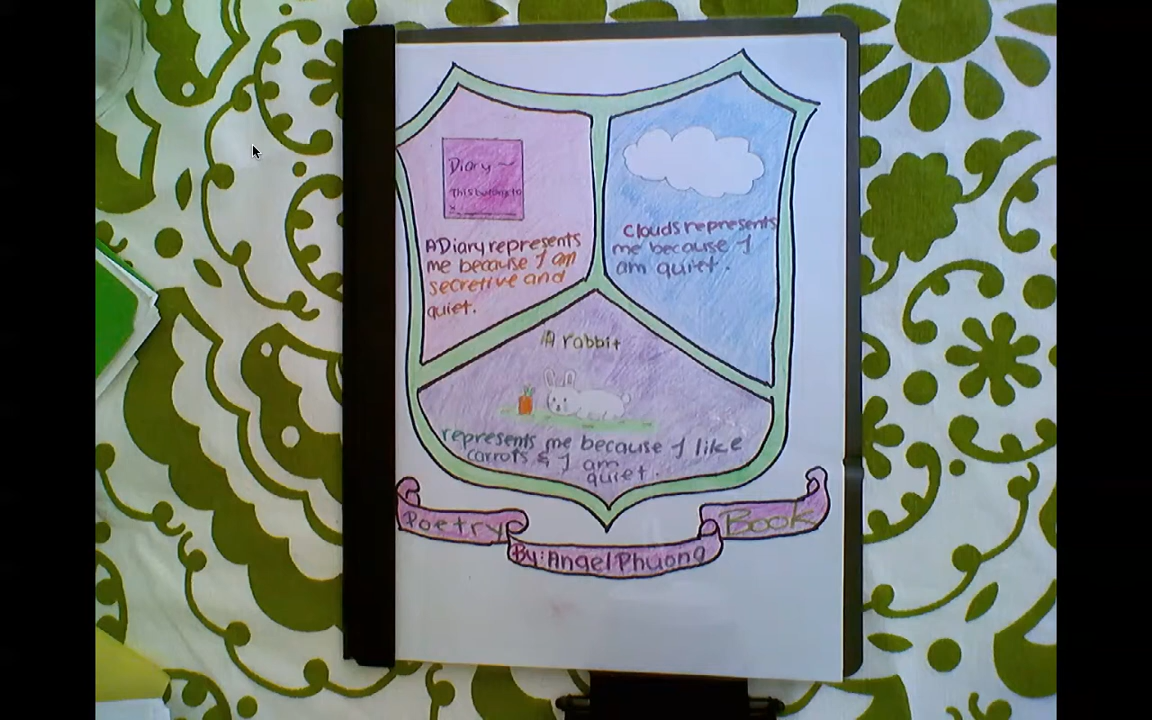 Diary
This belongs to
A Diary represents
me because I am
secretive and
quiet.
Clouds represents
me because I
am quiet.
A rabbit
represents me because I like
carrots & I am
quiet.
Poetry
Book
By: Angel Phuong